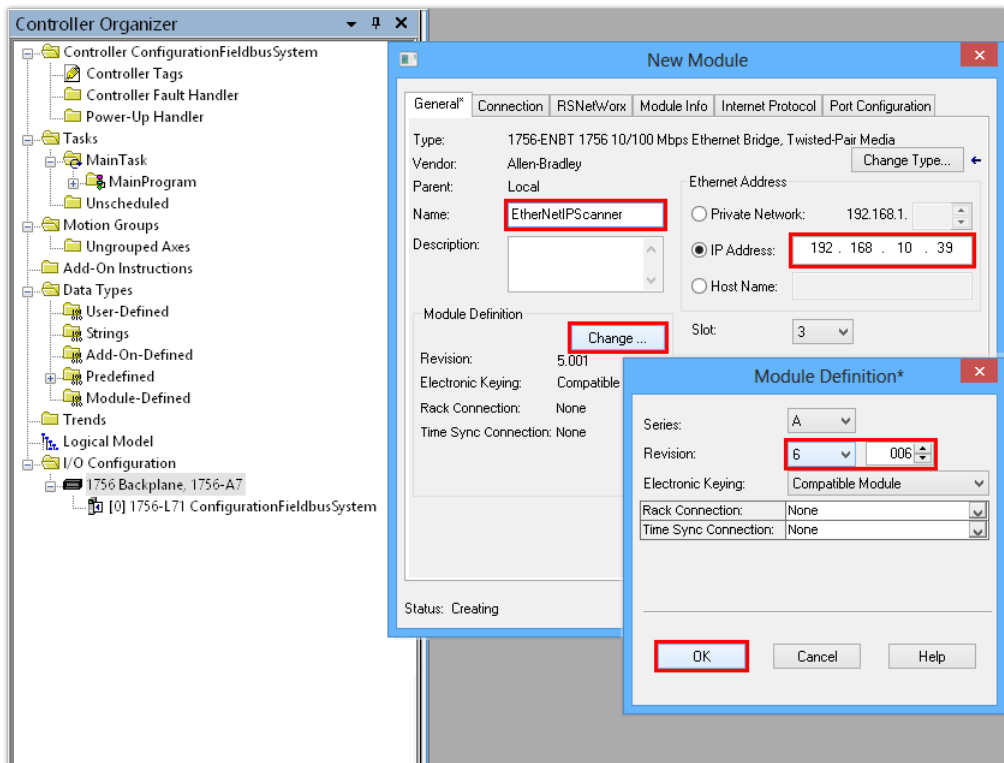 Controller Organizer
Controller ConfigurationFieldbusSystem
Controller Tags
Controller Fault Handler
Power-Up Handler
Tasks
MainTask
MainProgram
Unscheduled
Motion Groups
Ungrouped Axes
Add-On Instructions
Data Types
User-Defined
Strings
Add-On-Defined
Predefined
Module-Defined
Trends
Logical Model
I/O Configuration
1756 Backplane, 1756-A7
[0] 1756-L71 ConfigurationFieldbusSystem
New Module
General* Connection RSNetWorx Module Info Internet Protocol Port Configuration
Type: 1756-ENBT 1756 10/100 Mbps Ethernet Bridge, Twisted-Pair Media
Vendor: Allen-Bradley Change Type...
Parent: Local
Name: EtherNetIPScanner
Description:
Ethernet Address
Private Network: 192.168.1.
IP Address: 192 . 168 . 10 . 39
Host Name:
Module Definition
Change ...
Slot: 3
Revision: 5.001
Electronic Keying: Compatible
Rack Connection: None
Time Sync Connection: None
Status: Creating
Module Definition*
Series: A
Revision: 6 006
Electronic Keying: Compatible Module
Rack Connection: None
Time Sync Connection: None
OK Cancel Help